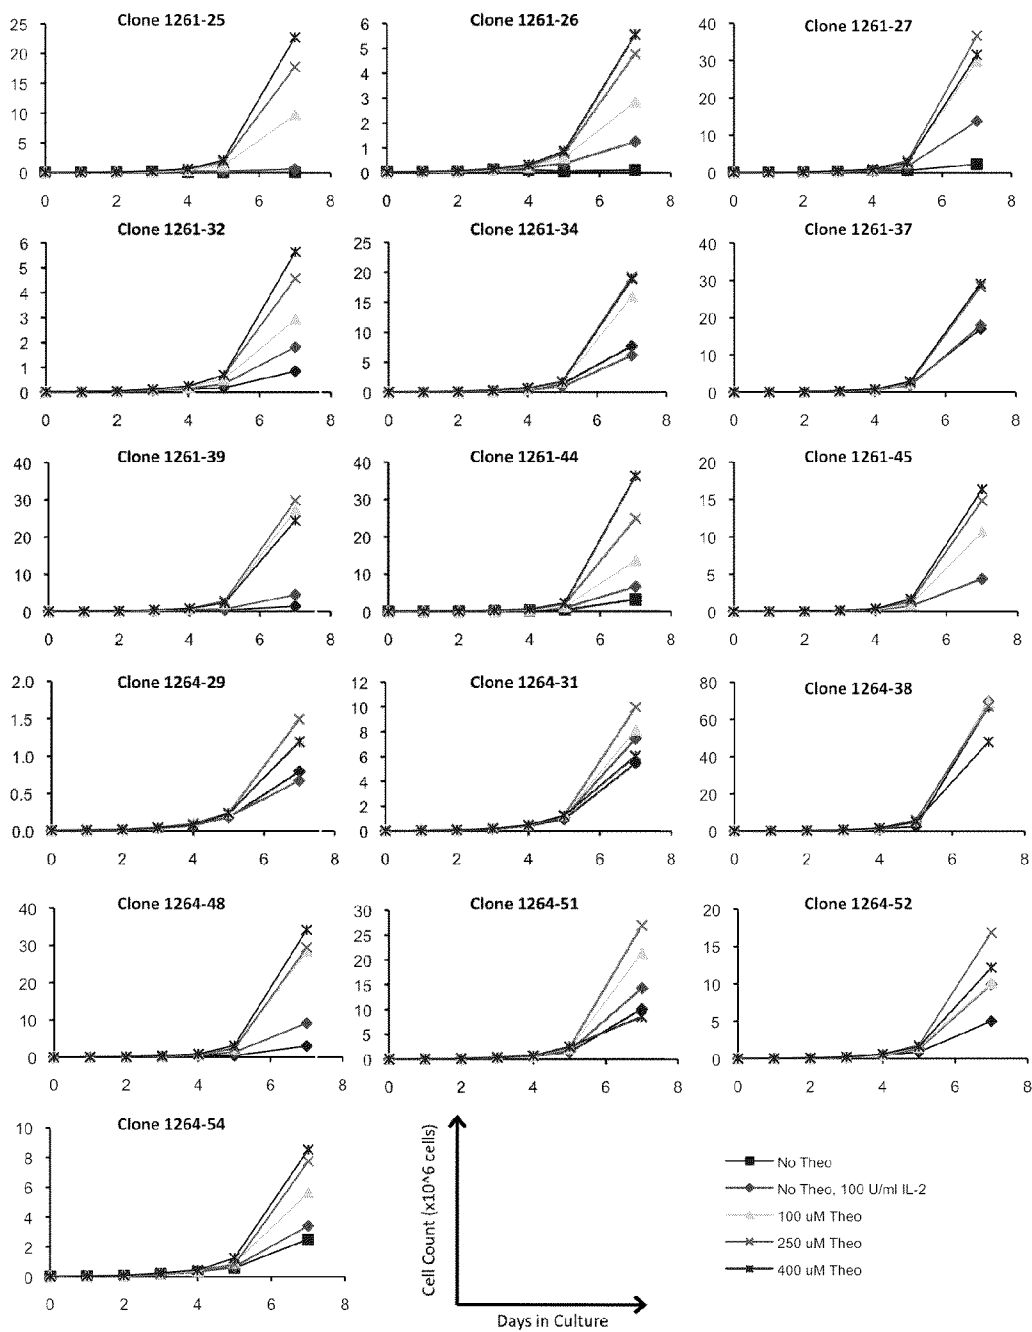 Clone 1261-25
25
20
15
10
5
0
0 2 4 6 8
Clone 1261-26
6
5
4
3
2
1
0
0 2 4 6 8
Clone 1261-27
40
30
20
10
0
0 2 4 6 8
Clone 1261-32
6
5
4
3
2
1
0
0 2 4 6 8
Clone 1261-34
25
20
15
10
5
0
0 2 4 6 8
Clone 1261-37
40
30
20
10
0
0 2 4 6 8
Clone 1261-39
40
30
20
10
0
0 2 4 6 8
Clone 1261-44
40
30
20
10
0
0 2 4 6 8
Clone 1261-45
20
15
10
5
0
0 2 4 6 8
Clone 1264-29
2.0
1.5
1.0
0.5
0.0
0 2 4 6 8
Clone 1264-31
12
10
8
6
4
2
0
0 2 4 6 8
Clone 1264-38
80
60
40
20
0
0 2 4 6 8
Clone 1264-48
40
30
20
10
0
0 2 4 6 8
Clone 1264-51
30
25
20
15
10
5
0
0 2 4 6 8
Clone 1264-52
20
15
10
5
0
0 2 4 6 8
Clone 1264-54
10
8
6
4
2
0
0 2 4 6 8
Cell Count (x10^6 cells)
Days in Culture
No Theo
No Theo, 100 U/ml IL-2
100 uM Theo
250 uM Theo
400 uM Theo